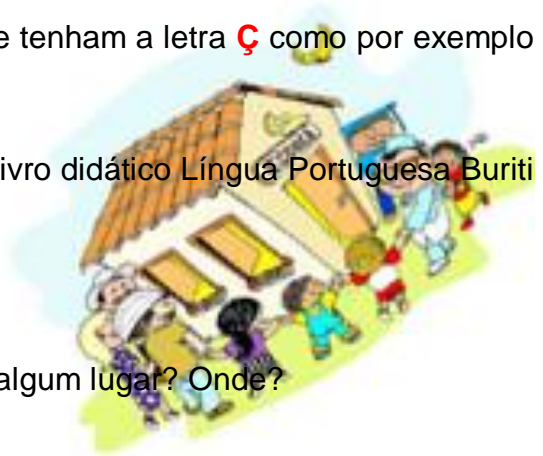 e tenham a letra Ç como por exemplo
ivro didático Língua Portuguesa Buriti
algum lugar? Onde?